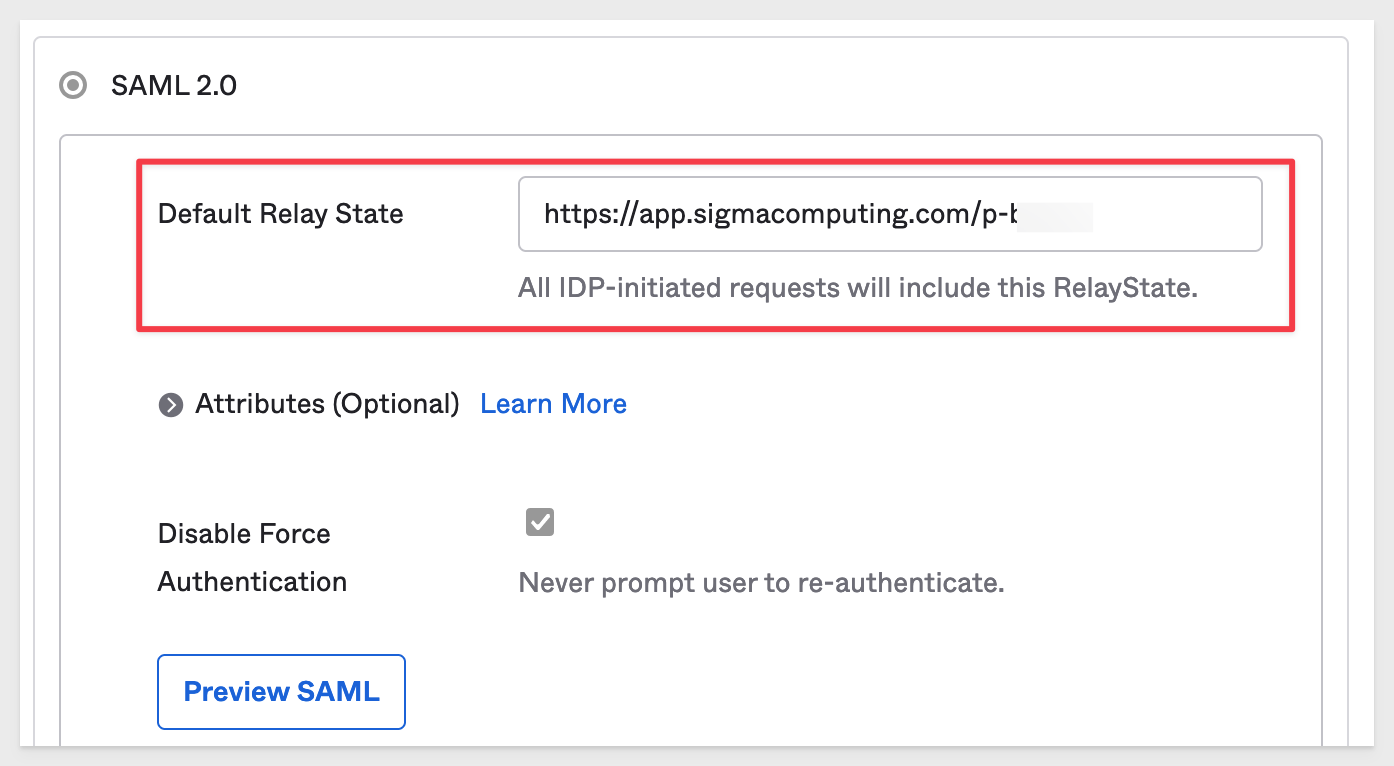 SAML 2.0
Default Relay State
https://app.sigmacomputing.com/p-b
All IDP-initiated requests will include this RelayState.
Attributes (Optional) Learn More
Disable Force
Authentication
Never prompt user to re-authenticate.
Preview SAML